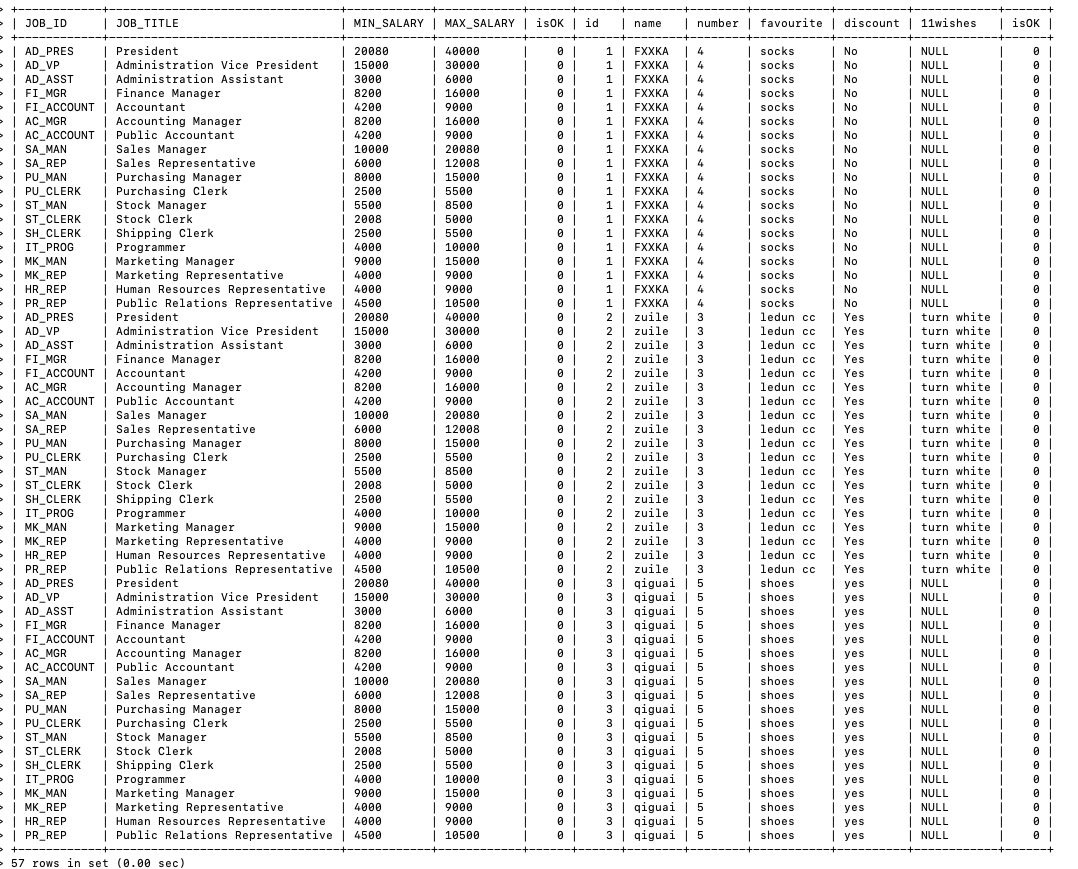 > +------------+---------------------------------+------------+------------+------+------+--------+--------+-----------+----------+------------+------+
> | JOB_ID     | JOB_TITLE                       | MIN_SALARY | MAX_SALARY | isOK | id   | name   | number | favourite | discount | 11wishes   | isOK |
> +------------+---------------------------------+------------+------------+------+------+--------+--------+-----------+----------+------------+------+
> | AD_PRES    | President                       | 20080      | 40000      |    0 |    1 | FXXKA  | 4      | socks     | No       | NULL       |    0 |
> | AD_VP      | Administration Vice President   | 15000      | 30000      |    0 |    1 | FXXKA  | 4      | socks     | No       | NULL       |    0 |
> | AD_ASST    | Administration Assistant        | 3000       | 6000       |    0 |    1 | FXXKA  | 4      | socks     | No       | NULL       |    0 |
> | FI_MGR     | Finance Manager                 | 8200       | 16000      |    0 |    1 | FXXKA  | 4      | socks     | No       | NULL       |    0 |
> | FI_ACCOUNT | Accountant                      | 4200       | 9000       |    0 |    1 | FXXKA  | 4      | socks     | No       | NULL       |    0 |
> | AC_MGR     | Accounting Manager              | 8200       | 16000      |    0 |    1 | FXXKA  | 4      | socks     | No       | NULL       |    0 |
> | AC_ACCOUNT | Public Accountant               | 4200       | 9000       |    0 |    1 | FXXKA  | 4      | socks     | No       | NULL       |    0 |
> | SA_MAN     | Sales Manager                   | 10000      | 20080      |    0 |    1 | FXXKA  | 4      | socks     | No       | NULL       |    0 |
> | SA_REP     | Sales Representative            | 6000       | 12008      |    0 |    1 | FXXKA  | 4      | socks     | No       | NULL       |    0 |
> | PU_MAN     | Purchasing Manager              | 8000       | 15000      |    0 |    1 | FXXKA  | 4      | socks     | No       | NULL       |    0 |
> | PU_CLERK   | Purchasing Clerk                | 2500       | 5500       |    0 |    1 | FXXKA  | 4      | socks     | No       | NULL       |    0 |
> | ST_MAN     | Stock Manager                   | 5500       | 8500       |    0 |    1 | FXXKA  | 4      | socks     | No       | NULL       |    0 |
> | ST_CLERK   | Stock Clerk                     | 2008       | 5000       |    0 |    1 | FXXKA  | 4      | socks     | No       | NULL       |    0 |
> | SH_CLERK   | Shipping Clerk                  | 2500       | 5500       |    0 |    1 | FXXKA  | 4      | socks     | No       | NULL       |    0 |
> | IT_PROG    | Programmer                      | 4000       | 10000      |    0 |    1 | FXXKA  | 4      | socks     | No       | NULL       |    0 |
> | MK_MAN     | Marketing Manager               | 9000       | 15000      |    0 |    1 | FXXKA  | 4      | socks     | No       | NULL       |    0 |
> | MK_REP     | Marketing Representative        | 4000       | 9000       |    0 |    1 | FXXKA  | 4      | socks     | No       | NULL       |    0 |
> | HR_REP     | Human Resources Representative  | 4000       | 9000       |    0 |    1 | FXXKA  | 4      | socks     | No       | NULL       |    0 |
> | PR_REP     | Public Relations Representative | 4500       | 10500      |    0 |    1 | FXXKA  | 4      | socks     | No       | NULL       |    0 |
> | AD_PRES    | President                       | 20080      | 40000      |    0 |    2 | zuile  | 3      | ledun cc  | Yes      | turn white |    0 |
> | AD_VP      | Administration Vice President   | 15000      | 30000      |    0 |    2 | zuile  | 3      | ledun cc  | Yes      | turn white |    0 |
> | AD_ASST    | Administration Assistant        | 3000       | 6000       |    0 |    2 | zuile  | 3      | ledun cc  | Yes      | turn white |    0 |
> | FI_MGR     | Finance Manager                 | 8200       | 16000      |    0 |    2 | zuile  | 3      | ledun cc  | Yes      | turn white |    0 |
> | FI_ACCOUNT | Accountant                      | 4200       | 9000       |    0 |    2 | zuile  | 3      | ledun cc  | Yes      | turn white |    0 |
> | AC_MGR     | Accounting Manager              | 8200       | 16000      |    0 |    2 | zuile  | 3      | ledun cc  | Yes      | turn white |    0 |
> | AC_ACCOUNT | Public Accountant               | 4200       | 9000       |    0 |    2 | zuile  | 3      | ledun cc  | Yes      | turn white |    0 |
> | SA_MAN     | Sales Manager                   | 10000      | 20080      |    0 |    2 | zuile  | 3      | ledun cc  | Yes      | turn white |    0 |
> | SA_REP     | Sales Representative            | 6000       | 12008      |    0 |    2 | zuile  | 3      | ledun cc  | Yes      | turn white |    0 |
> | PU_MAN     | Purchasing Manager              | 8000       | 15000      |    0 |    2 | zuile  | 3      | ledun cc  | Yes      | turn white |    0 |
> | PU_CLERK   | Purchasing Clerk                | 2500       | 5500       |    0 |    2 | zuile  | 3      | ledun cc  | Yes      | turn white |    0 |
> | ST_MAN     | Stock Manager                   | 5500       | 8500       |    0 |    2 | zuile  | 3      | ledun cc  | Yes      | turn white |    0 |
> | ST_CLERK   | Stock Clerk                     | 2008       | 5000       |    0 |    2 | zuile  | 3      | ledun cc  | Yes      | turn white |    0 |
> | SH_CLERK   | Shipping Clerk                  | 2500       | 5500       |    0 |    2 | zuile  | 3      | ledun cc  | Yes      | turn white |    0 |
> | IT_PROG    | Programmer                      | 4000       | 10000      |    0 |    2 | zuile  | 3      | ledun cc  | Yes      | turn white |    0 |
> | MK_MAN     | Marketing Manager               | 9000       | 15000      |    0 |    2 | zuile  | 3      | ledun cc  | Yes      | turn white |    0 |
> | MK_REP     | Marketing Representative        | 4000       | 9000       |    0 |    2 | zuile  | 3      | ledun cc  | Yes      | turn white |    0 |
> | HR_REP     | Human Resources Representative  | 4000       | 9000       |    0 |    2 | zuile  | 3      | ledun cc  | Yes      | turn white |    0 |
> | PR_REP     | Public Relations Representative | 4500       | 10500      |    0 |    2 | zuile  | 3      | ledun cc  | Yes      | turn white |    0 |
> | AD_PRES    | President                       | 20080      | 40000      |    0 |    3 | qiguai | 5      | shoes     | yes      | NULL       |    0 |
> | AD_VP      | Administration Vice President   | 15000      | 30000      |    0 |    3 | qiguai | 5      | shoes     | yes      | NULL       |    0 |
> | AD_ASST    | Administration Assistant        | 3000       | 6000       |    0 |    3 | qiguai | 5      | shoes     | yes      | NULL       |    0 |
> | FI_MGR     | Finance Manager                 | 8200       | 16000      |    0 |    3 | qiguai | 5      | shoes     | yes      | NULL       |    0 |
> | FI_ACCOUNT | Accountant                      | 4200       | 9000       |    0 |    3 | qiguai | 5      | shoes     | yes      | NULL       |    0 |
> | AC_MGR     | Accounting Manager              | 8200       | 16000      |    0 |    3 | qiguai | 5      | shoes     | yes      | NULL       |    0 |
> | AC_ACCOUNT | Public Accountant               | 4200       | 9000       |    0 |    3 | qiguai | 5      | shoes     | yes      | NULL       |    0 |
> | SA_MAN     | Sales Manager                   | 10000      | 20080      |    0 |    3 | qiguai | 5      | shoes     | yes      | NULL       |    0 |
> | SA_REP     | Sales Representative            | 6000       | 12008      |    0 |    3 | qiguai | 5      | shoes     | yes      | NULL       |    0 |
> | PU_MAN     | Purchasing Manager              | 8000       | 15000      |    0 |    3 | qiguai | 5      | shoes     | yes      | NULL       |    0 |
> | PU_CLERK   | Purchasing Clerk                | 2500       | 5500       |    0 |    3 | qiguai | 5      | shoes     | yes      | NULL       |    0 |
> | ST_MAN     | Stock Manager                   | 5500       | 8500       |    0 |    3 | qiguai | 5      | shoes     | yes      | NULL       |    0 |
> | ST_CLERK   | Stock Clerk                     | 2008       | 5000       |    0 |    3 | qiguai | 5      | shoes     | yes      | NULL       |    0 |
> | SH_CLERK   | Shipping Clerk                  | 2500       | 5500       |    0 |    3 | qiguai | 5      | shoes     | yes      | NULL       |    0 |
> | IT_PROG    | Programmer                      | 4000       | 10000      |    0 |    3 | qiguai | 5      | shoes     | yes      | NULL       |    0 |
> | MK_MAN     | Marketing Manager               | 9000       | 15000      |    0 |    3 | qiguai | 5      | shoes     | yes      | NULL       |    0 |
> | MK_REP     | Marketing Representative        | 4000       | 9000       |    0 |    3 | qiguai | 5      | shoes     | yes      | NULL       |    0 |
> | HR_REP     | Human Resources Representative  | 4000       | 9000       |    0 |    3 | qiguai | 5      | shoes     | yes      | NULL       |    0 |
> | PR_REP     | Public Relations Representative | 4500       | 10500      |    0 |    3 | qiguai | 5      | shoes     | yes      | NULL       |    0 |
> +------------+---------------------------------+------------+------------+------+------+--------+--------+-----------+----------+------------+------+
> 57 rows in set (0.00 sec)